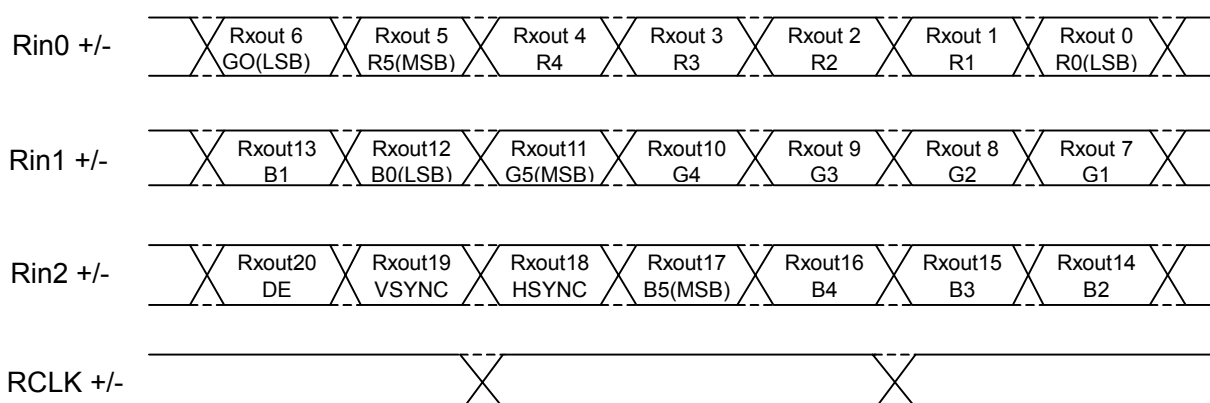 Rin0 +/-
Rxout 6 Rxout 5 Rxout 4 Rxout 3 Rxout 2 Rxout 1 Rxout 0
GO(LSB) R5(MSB) R4 R3 R2 R1 R0(LSB)
Rin1 +/-
Rxout13 Rxout12 Rxout11 Rxout10 Rxout 9 Rxout 8 Rxout 7
B1 B0(LSB) G5(MSB) G4 G3 G2 G1
Rin2 +/-
Rxout20 Rxout19 Rxout18 Rxout17 Rxout16 Rxout15 Rxout14
DE VSYNC HSYNC B5(MSB) B4 B3 B2
RCLK +/-